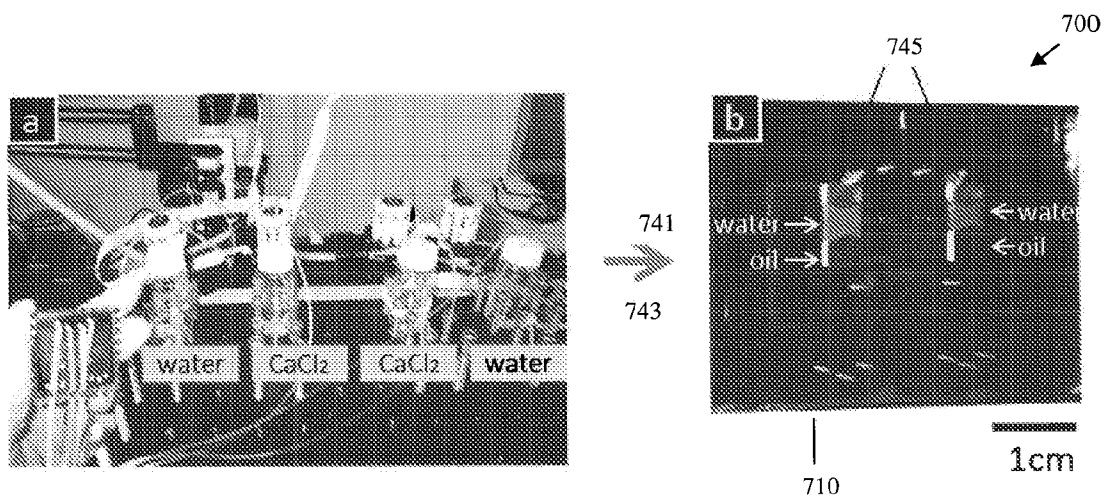 700
745
a
b
water
741
water
oil
oil
743
water
CaCl₂
CaCl₂
water
1cm
710